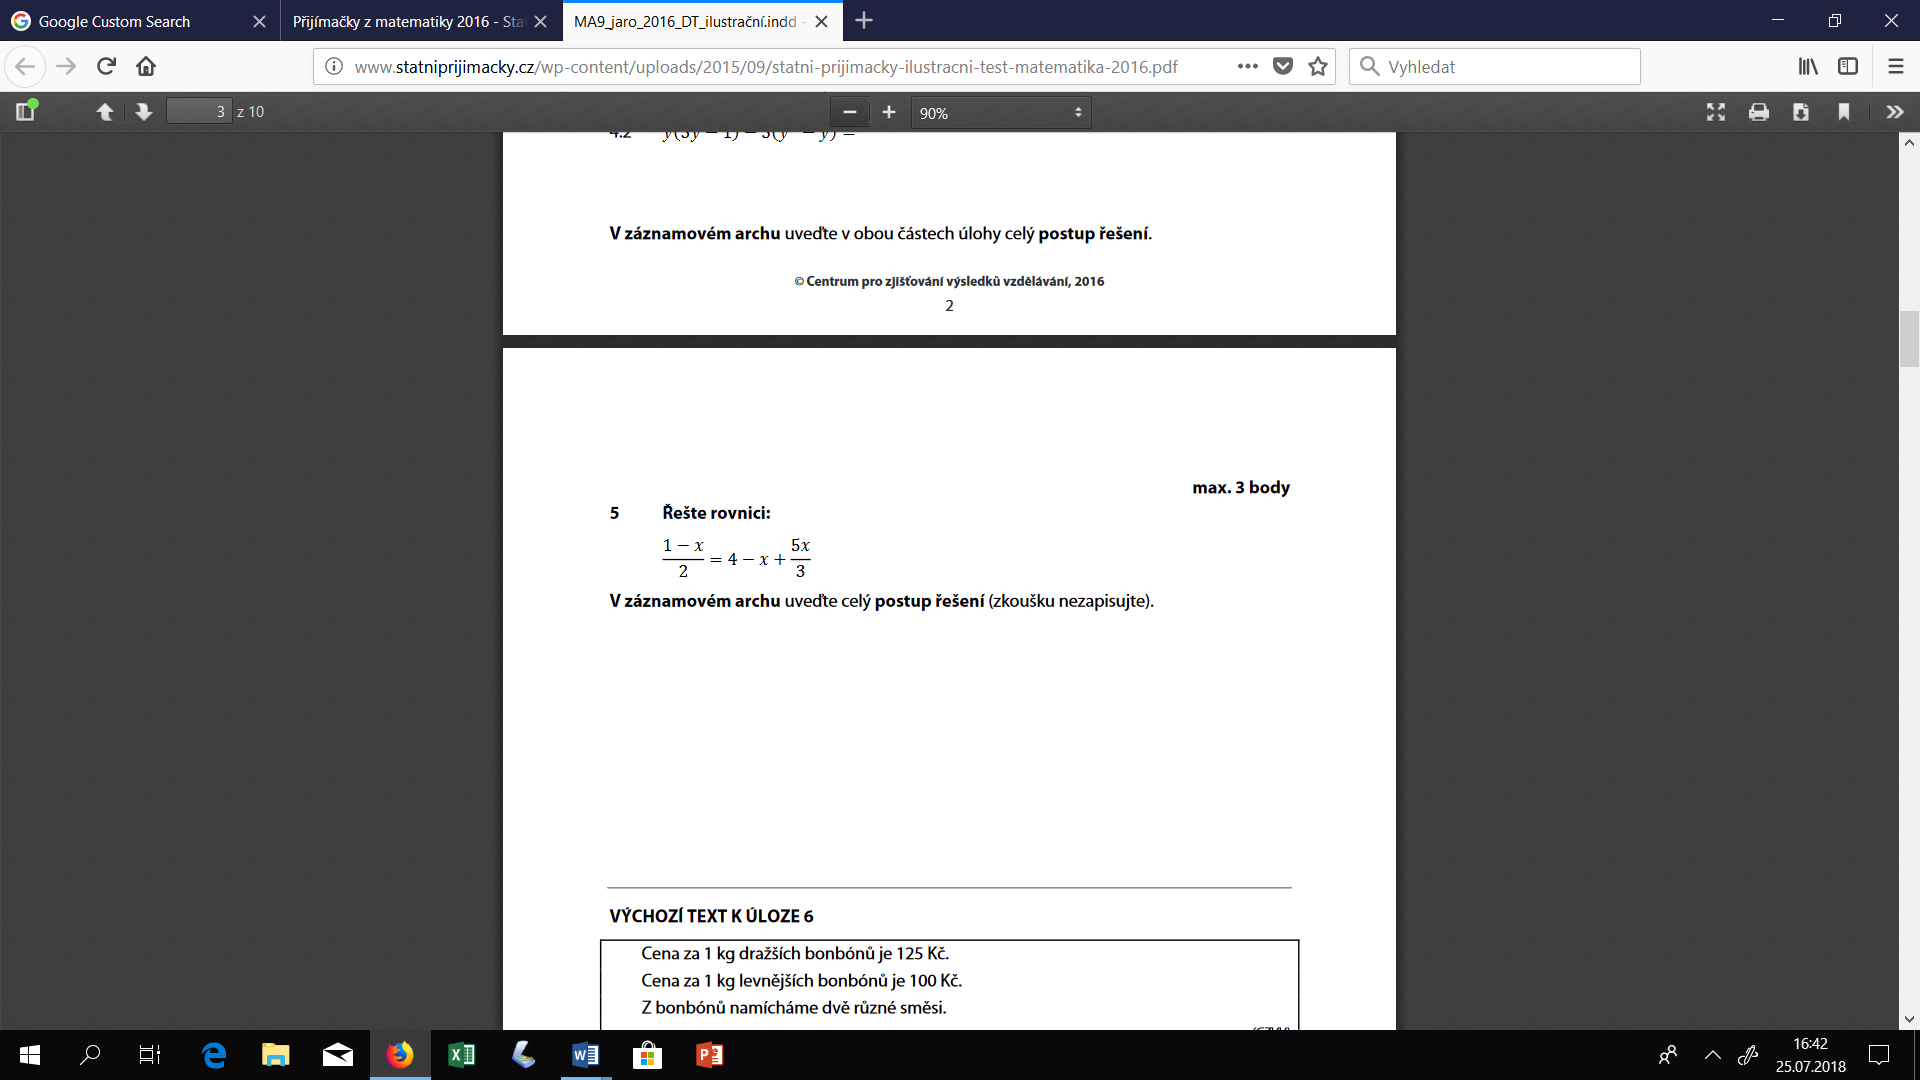 Google Custom Search
Přijímačky z matematiky 2016 - Sta
MA9_jaro_2016_DT_ilustrační.indd -
www.statniprijimacky.cz/wp-content/uploads/2015/09/statni-prijimacky-ilustracni-test-matematika-2016.pdf
Vyhledat
3 z 10
90%
V záznamovém archu uveďte v obou částech úlohy celý postup řešení.
© Centrum pro zjišťování výsledků vzdělávání, 2016
2
max. 3 body
5 Řešte rovnici:
(1 − x)/2 = 4 − x + 5x/3
V záznamovém archu uveďte celý postup řešení (zkoušku nezapisujte).
VÝCHOZÍ TEXT K ÚLOZE 6
Cena za 1 kg dražších bonbónů je 125 Kč.
Cena za 1 kg levnějších bonbónů je 100 Kč.
Z bonbónů namícháme dvě různé směsi.
16:42
25.07.2018